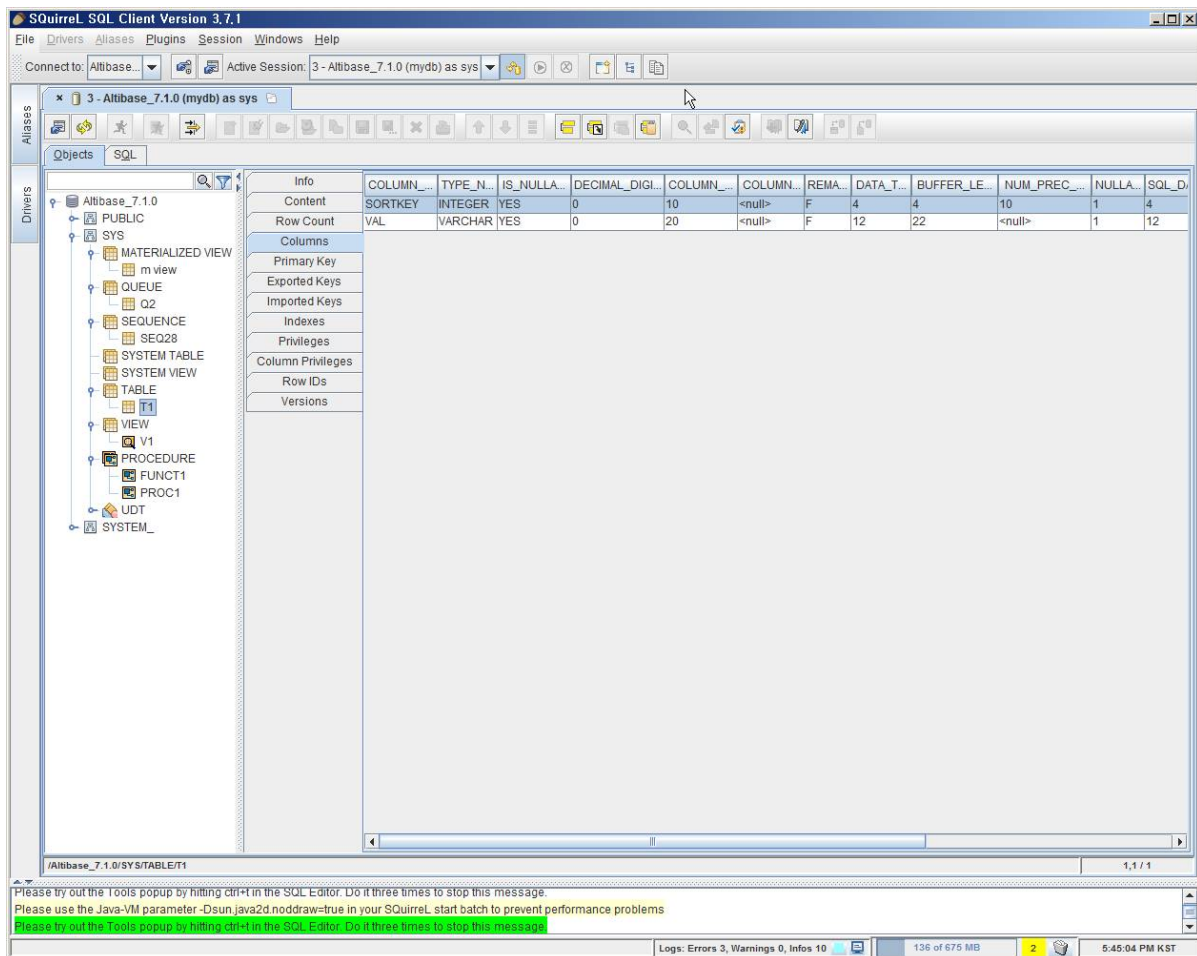 SQuirreL SQL Client Version 3.7.1
File Drivers Aliases Plugins Session Windows Help
Connect to: Altibase... Active Session: 3 - Altibase_7.1.0 (mydb) as sys
Aliases
Drivers
3 - Altibase_7.1.0 (mydb) as sys
Objects SQL
Altibase_7.1.0
PUBLIC
SYS
MATERIALIZED VIEW
m view
QUEUE
Q2
SEQUENCE
SEQ28
SYSTEM TABLE
SYSTEM VIEW
TABLE
T1
VIEW
V1
PROCEDURE
FUNCT1
PROC1
UDT
SYSTEM_
Info
Content
Row Count
Columns
Primary Key
Exported Keys
Imported Keys
Indexes
Privileges
Column Privileges
Row IDs
Versions
COLUMN_... TYPE_N... IS_NULLA... DECIMAL_DIGI... COLUMN_... COLUMN... REMA... DATA_T... BUFFER_LE... NUM_PREC_... NULLA... SQL_DA
SORTKEY INTEGER YES 0 10 <null> F 4 4 10 1 4
VAL VARCHAR YES 0 20 <null> F 12 22 <null> 1 12
/Altibase_7.1.0/SYS/TABLE/T1 1,1 / 1
Please try out the Tools popup by hitting ctrl+t in the SQL Editor. Do it three times to stop this message.
Please use the Java-VM parameter -Dsun.java2d.noddraw=true in your SQuirreL start batch to prevent performance problems
Please try out the Tools popup by hitting ctrl+t in the SQL Editor. Do it three times to stop this message.
Logs: Errors 3, Warnings 0, Infos 10 136 of 675 MB 2 5:45:04 PM KST